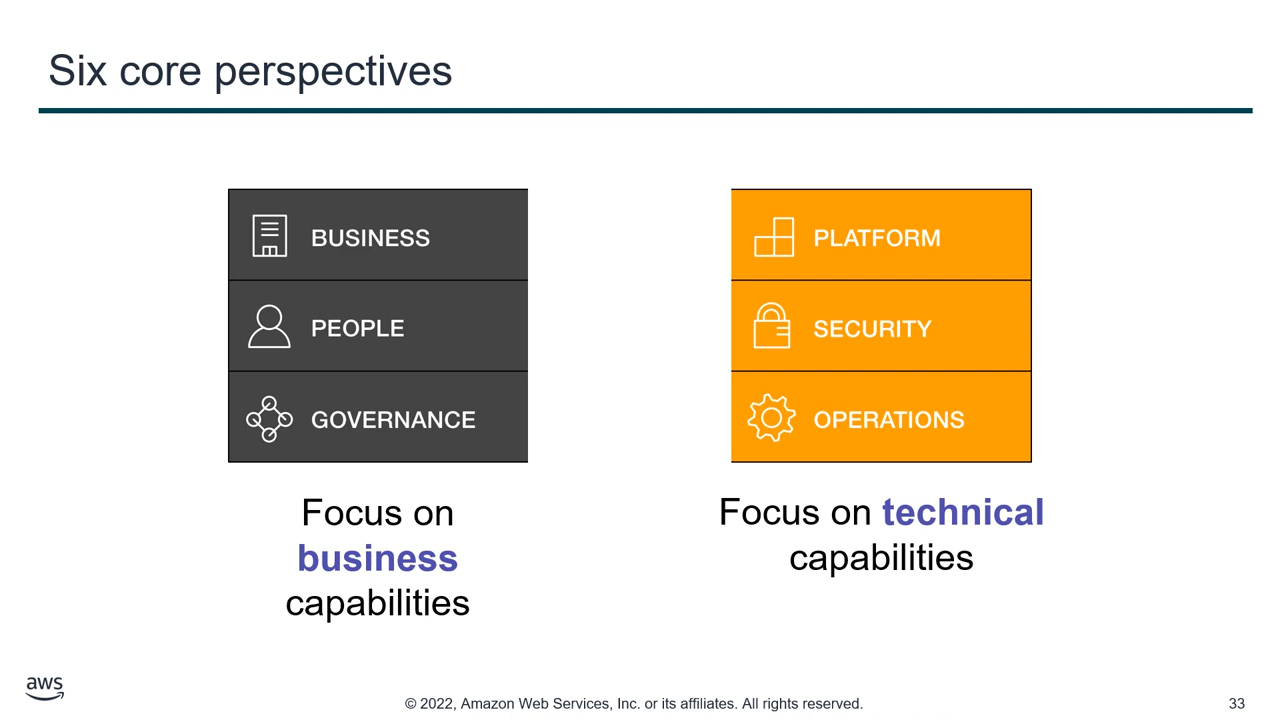 Six core perspectives
BUSINESS
PEOPLE
GOVERNANCE
Focus on
business
capabilities
PLATFORM
SECURITY
OPERATIONS
Focus on technical
capabilities
aws
© 2022, Amazon Web Services, Inc. or its affiliates. All rights reserved.
33